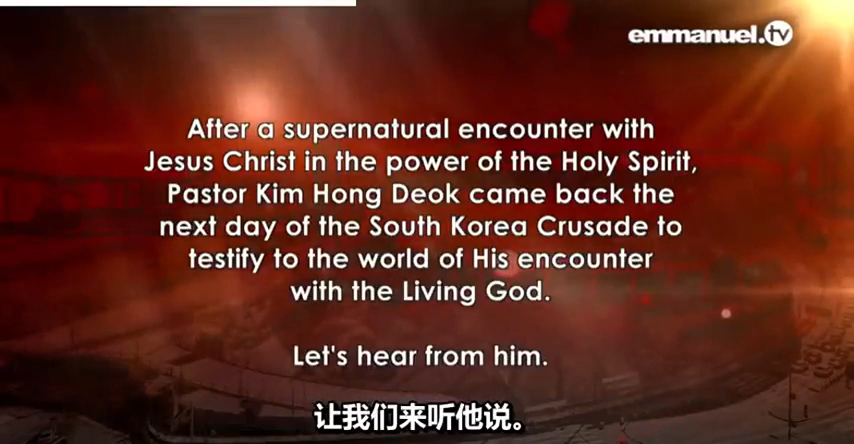 emmanuel.tv
After a supernatural encounter with
Jesus Christ in the power of the Holy Spirit,
Pastor Kim Hong Deok came back the
next day of the South Korea Crusade to
testify to the world of His encounter
with the Living God.
Let's hear from him.
让我们来听他说。